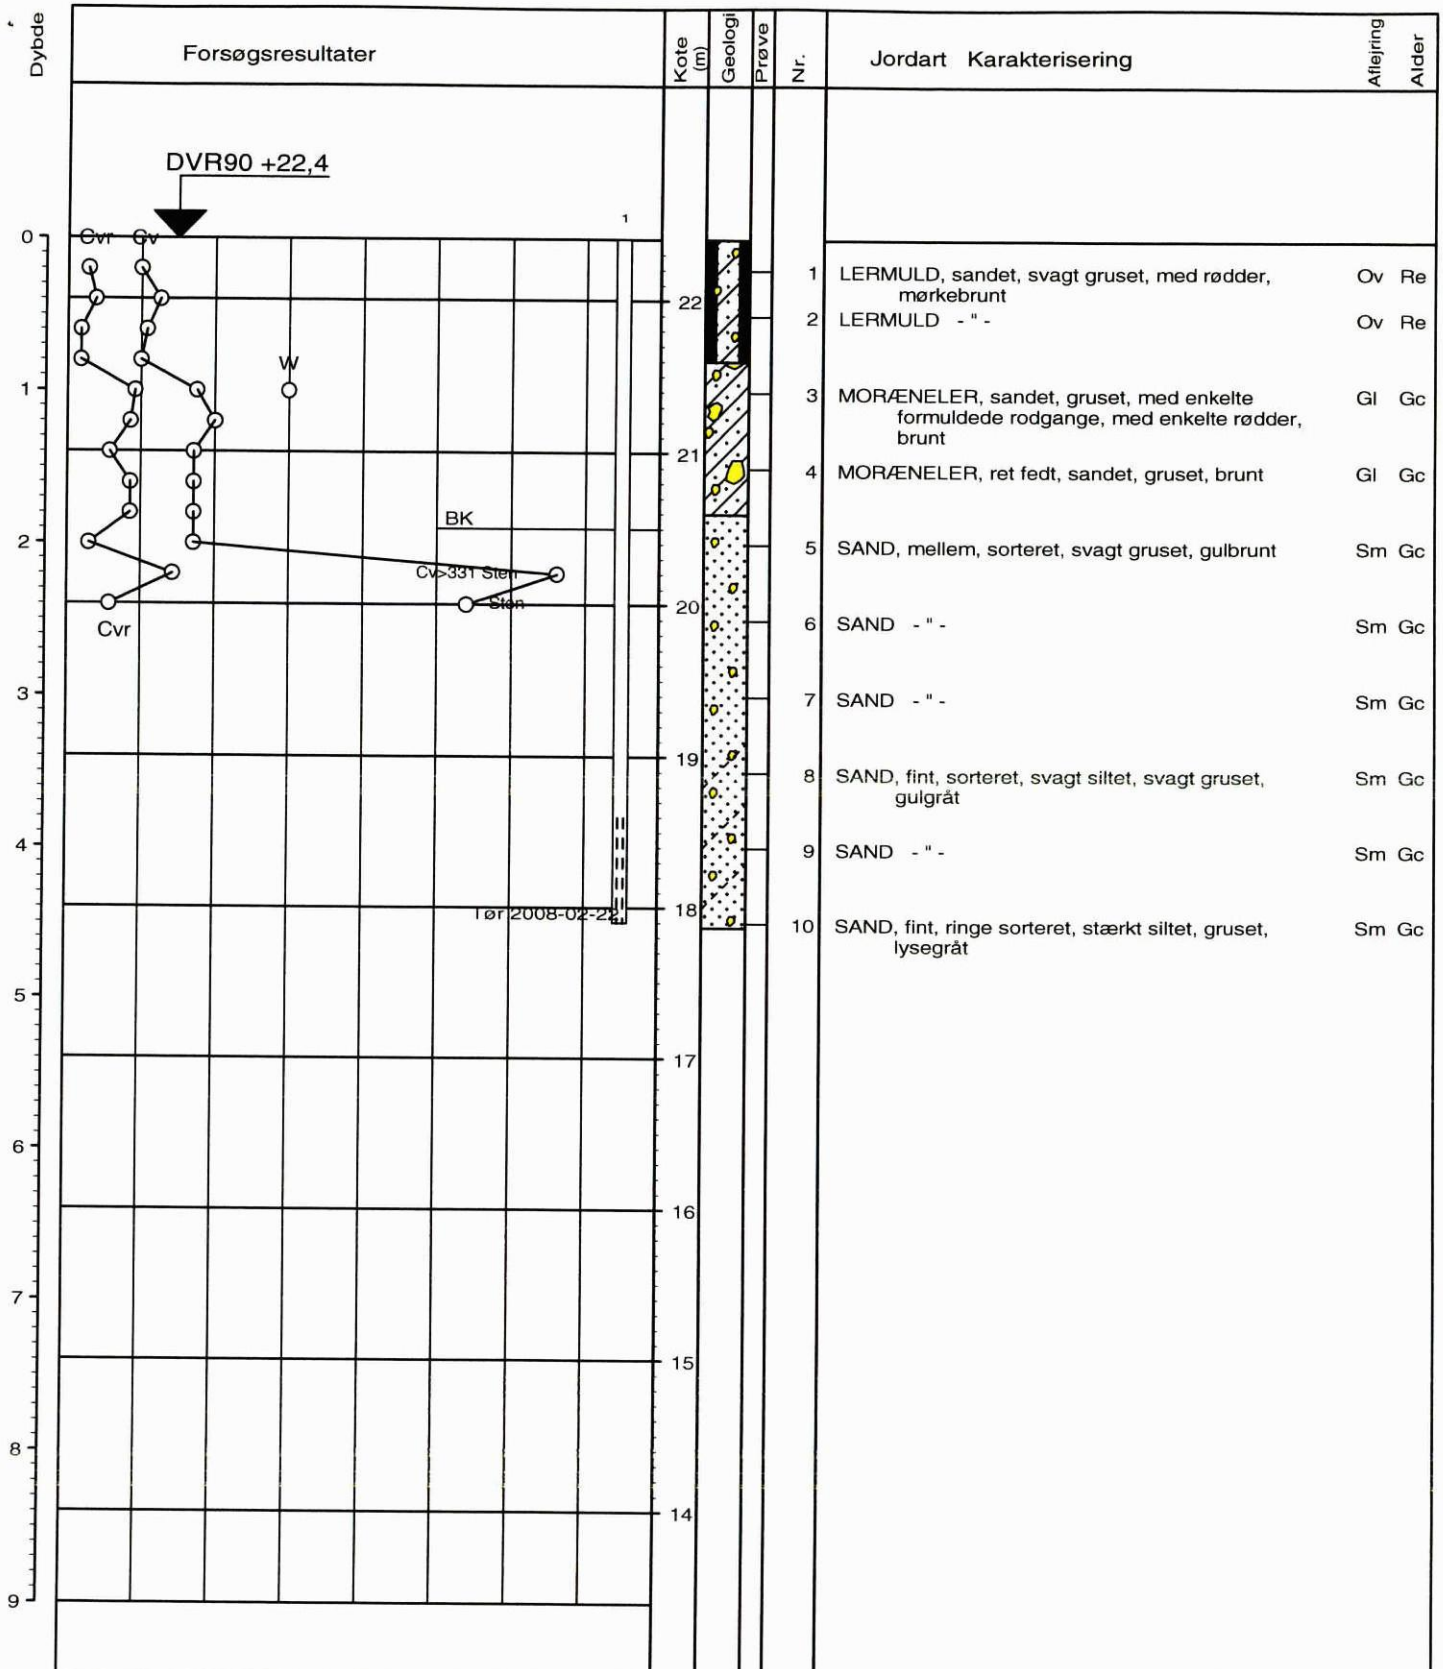 Dybde
Forsøgsresultater
Kote (m)
Geologi
Prøve
Nr.
Jordart Karakterisering
Aflejring
Alder
DVR90 +22,4
1
0
Cvr
Cv
1 LERMULD, sandet, svagt gruset, med rødder, Ov Re
mørkebrunt
22
2 LERMULD - " - Ov Re
W
1
3 MORÆNELER, sandet, gruset, med enkelte Gl Gc
formuldede rodgange, med enkelte rødder,
brunt
21
4 MORÆNELER, ret fedt, sandet, gruset, brunt Gl Gc
BK
2
5 SAND, mellem, sorteret, svagt gruset, gulbrunt Sm Gc
Cv>331 Sten
Sten
20
Cvr
6 SAND - " - Sm Gc
3
7 SAND - " - Sm Gc
19
8 SAND, fint, sorteret, svagt siltet, svagt gruset, Sm Gc
gulgråt
4
9 SAND - " - Sm Gc
18
Tør 2008-02-22
10 SAND, fint, ringe sorteret, stærkt siltet, gruset, Sm Gc
lysegråt
5
17
6
16
7
15
8
14
9